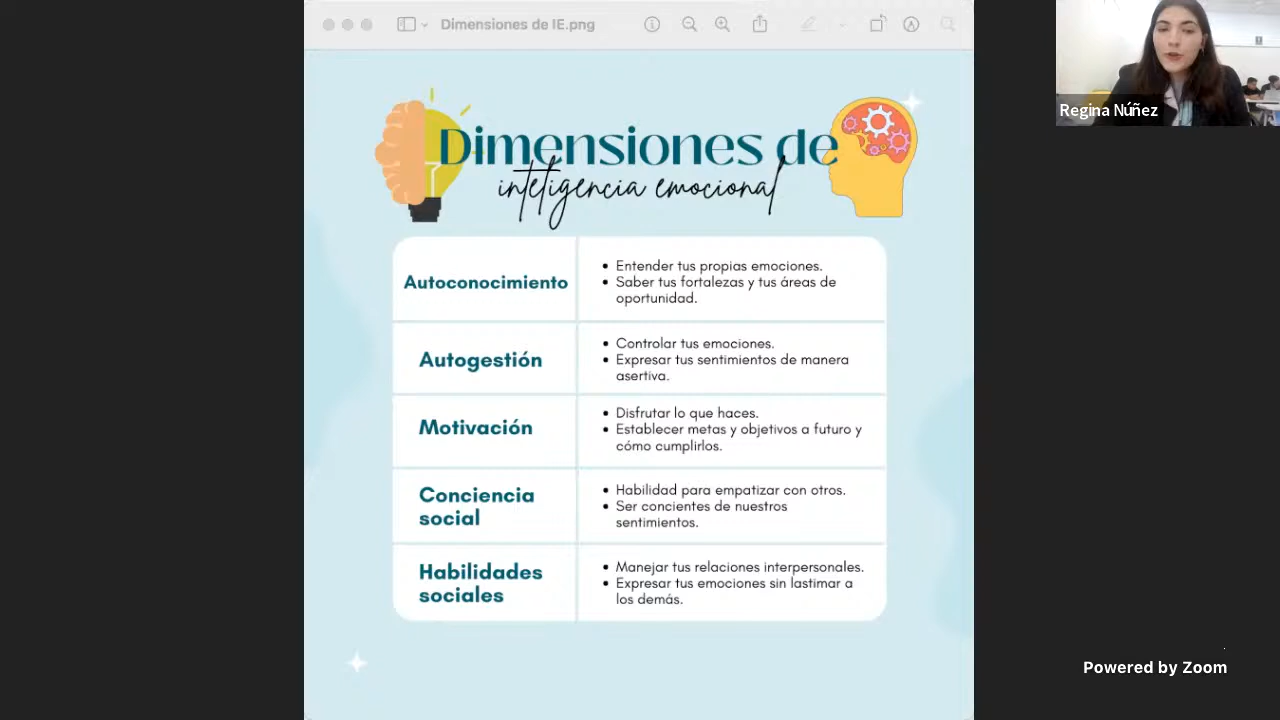 Dimensiones de IE.png
Regina Núñez
Dimensiones de
inteligencia emocional
Autoconocimiento
• Entender tus propias emociones.
• Saber tus fortalezas y tus áreas de
oportunidad.
Autogestión
• Controlar tus emociones.
• Expresar tus sentimientos de manera
asertiva.
Motivación
• Disfrutar lo que haces.
• Establecer metas y objetivos a futuro y
cómo cumplirlos.
Conciencia
social
• Habilidad para empatizar con otros.
• Ser concientes de nuestros
sentimientos.
Habilidades
sociales
• Manejar tus relaciones interpersonales.
• Expresar tus emociones sin lastimar a
los demás.
Powered by Zoom